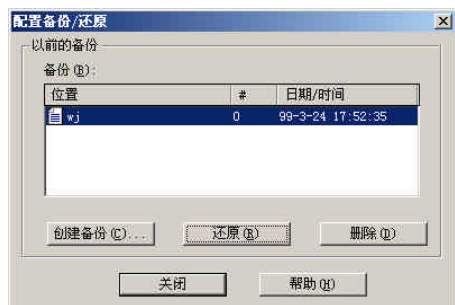 配置备份/还原
以前的备份
备份(B):
位置 # 日期/时间
wj 0 99-3-24 17:52:35
创建备份(C)... 还原(R) 删除(D)
关闭 帮助(H)